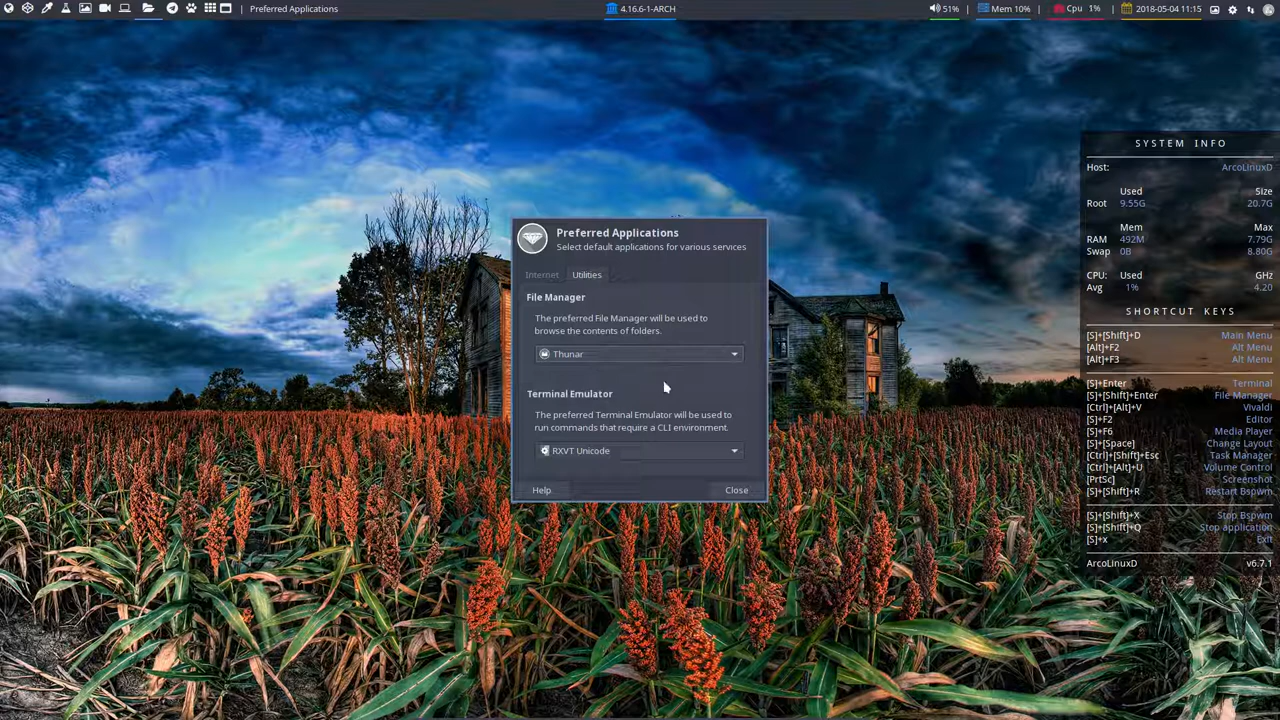 Preferred Applications
4.16.6-1-ARCH
51% | Mem 10% | Cpu 1% | 2018-05-04 11:15
Preferred Applications
Select default applications for various services
Internet Utilities
File Manager
The preferred File Manager will be used to
browse the contents of folders.
Thunar
Terminal Emulator
The preferred Terminal Emulator will be used to
run commands that require a CLI environment.
RXVT Unicode
Help Close
SYSTEM INFO
Host: ArcoLinuxD
Used Size
Root 9.55G 20.7G
Mem Max
RAM 492M 7.79G
Swap 0B 8.80G
CPU: Used GHz
Avg 1% 4.20
SHORTCUT KEYS
[S]+[Shift]+D Main Menu
[Alt]+F2 Alt Menu
[Alt]+F3 Alt Menu
[S]+Enter Terminal
[S]+[Shift]+Enter File Manager
[Ctrl]+[Alt]+V Vivaldi
[S]+F2 Editor
[S]+F6 Media Player
[S]+[Space] Change Layout
[Ctrl]+[Shift]+Esc Task Manager
[Ctrl]+[Alt]+U Volume Control
[PrtSc] Screenshot
[S]+[Shift]+R Restart Bspwm
[S]+[Shift]+X Stop Bspwm
[S]+[Shift]+Q Stop application
[S]+x Exit
ArcoLinuxD v6.7.1